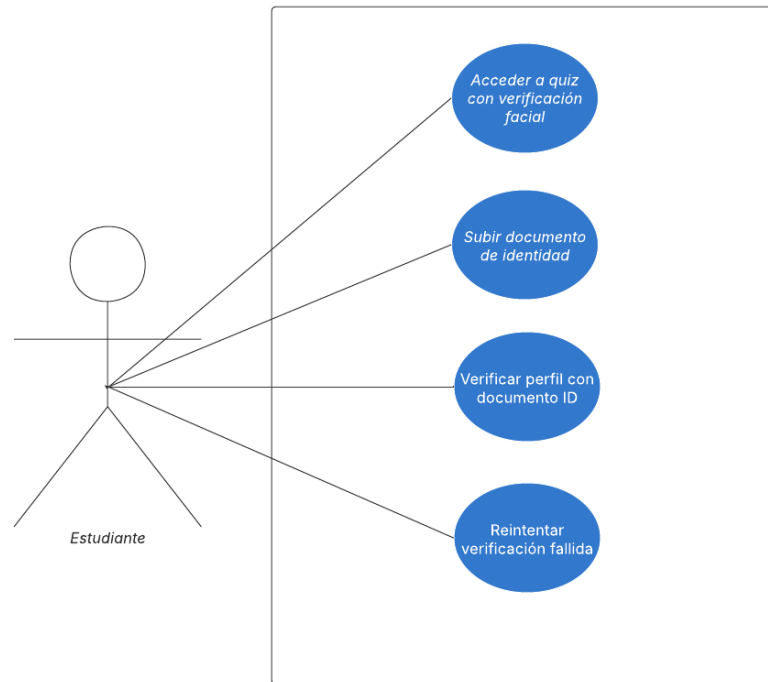 Acceder a quiz
con verificación
facial
Subir documento
de identidad
Verificar perfil con
documento ID
Reintentar
verificación fallida
Estudiante